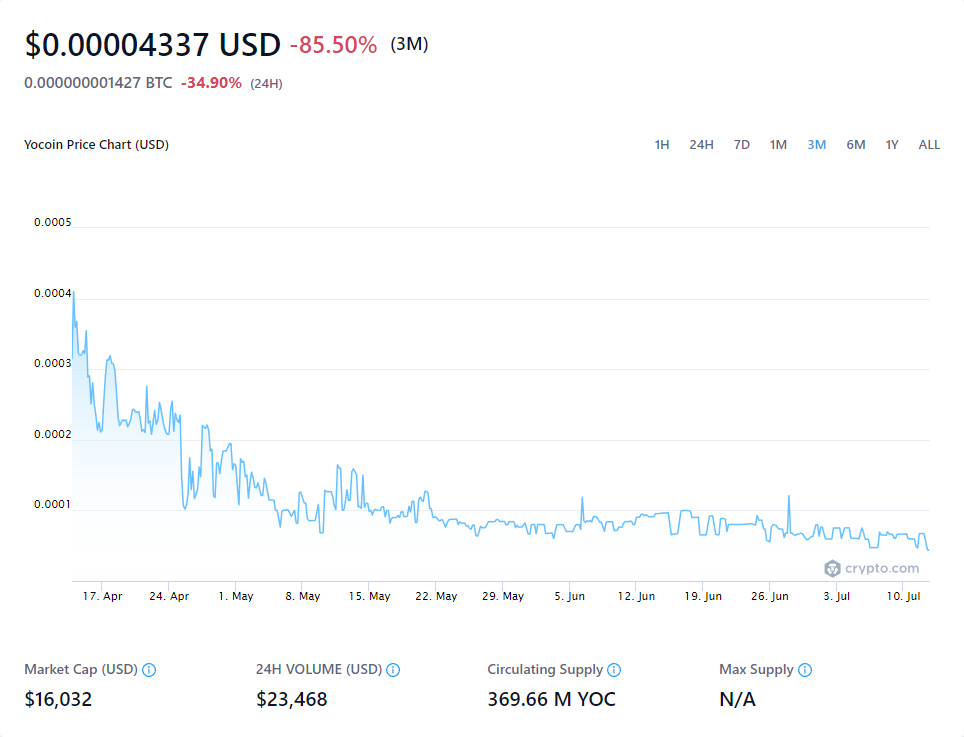 $0.00004337 USD -85.50% (3M)
0.000000001427 BTC -34.90% (24H)
Yocoin Price Chart (USD)
1H 24H 7D 1M 3M 6M 1Y ALL
0.0005
0.0004
0.0003
0.0002
0.0001
crypto.com
17. Apr 24. Apr 1. May 8. May 15. May 22. May 29. May 5. Jun 12. Jun 19. Jun 26. Jun 3. Jul 10. Jul
Market Cap (USD) 24H VOLUME (USD) Circulating Supply Max Supply
$16,032 $23,468 369.66 M YOC N/A